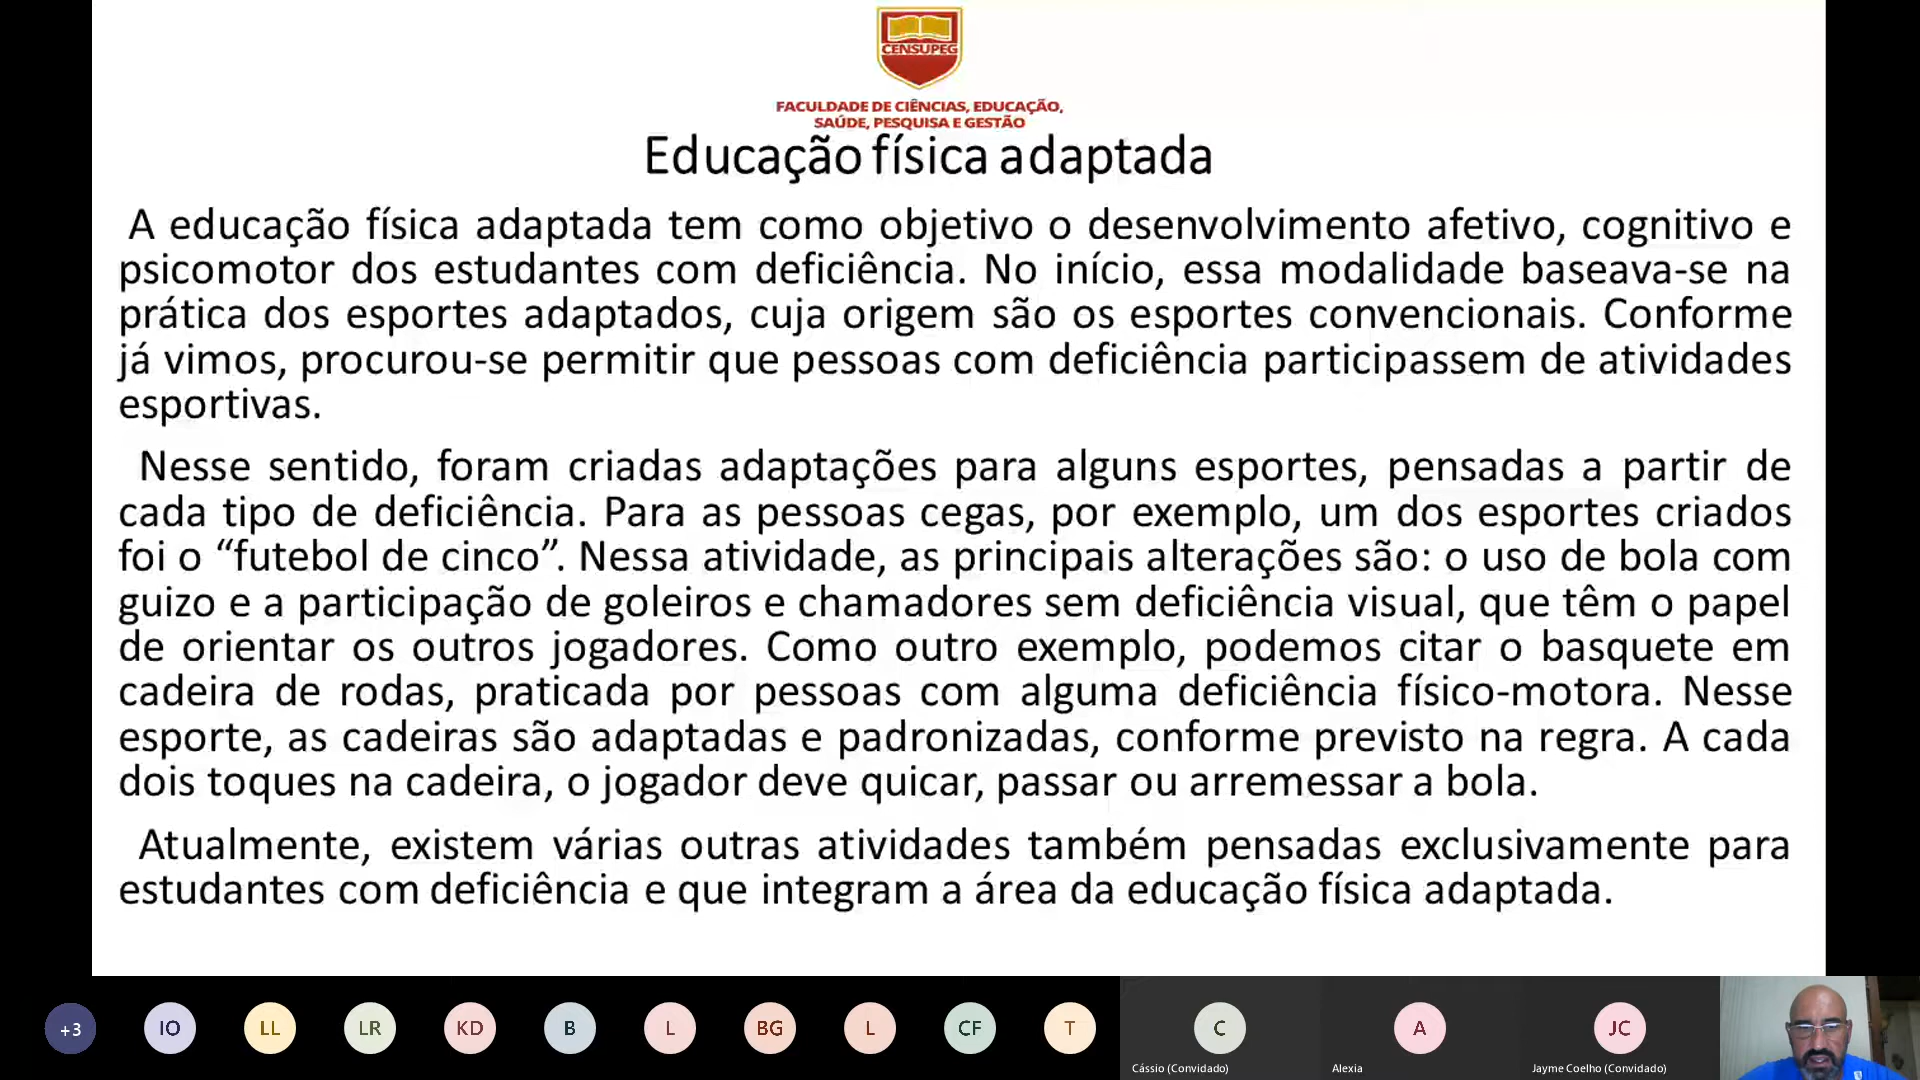 CENSUPEG
FACULDADE DE CIÊNCIAS, EDUCAÇÃO,
SAÚDE, PESQUISA E GESTÃO
Educação física adaptada
A educação física adaptada tem como objetivo o desenvolvimento afetivo, cognitivo e
psicomotor dos estudantes com deficiência. No início, essa modalidade baseava-se na
prática dos esportes adaptados, cuja origem são os esportes convencionais. Conforme
já vimos, procurou-se permitir que pessoas com deficiência participassem de atividades
esportivas.
Nesse sentido, foram criadas adaptações para alguns esportes, pensadas a partir de
cada tipo de deficiência. Para as pessoas cegas, por exemplo, um dos esportes criados
foi o “futebol de cinco”. Nessa atividade, as principais alterações são: o uso de bola com
guizo e a participação de goleiros e chamadores sem deficiência visual, que têm o papel
de orientar os outros jogadores. Como outro exemplo, podemos citar o basquete em
cadeira de rodas, praticada por pessoas com alguma deficiência físico-motora. Nesse
esporte, as cadeiras são adaptadas e padronizadas, conforme previsto na regra. A cada
dois toques na cadeira, o jogador deve quicar, passar ou arremessar a bola.
Atualmente, existem várias outras atividades também pensadas exclusivamente para
estudantes com deficiência e que integram a área da educação física adaptada.
+3 IO LL LR KD B L BG L CF T C A JC
Cássio (Convidado) Alexia Jayme Coelho (Convidado)